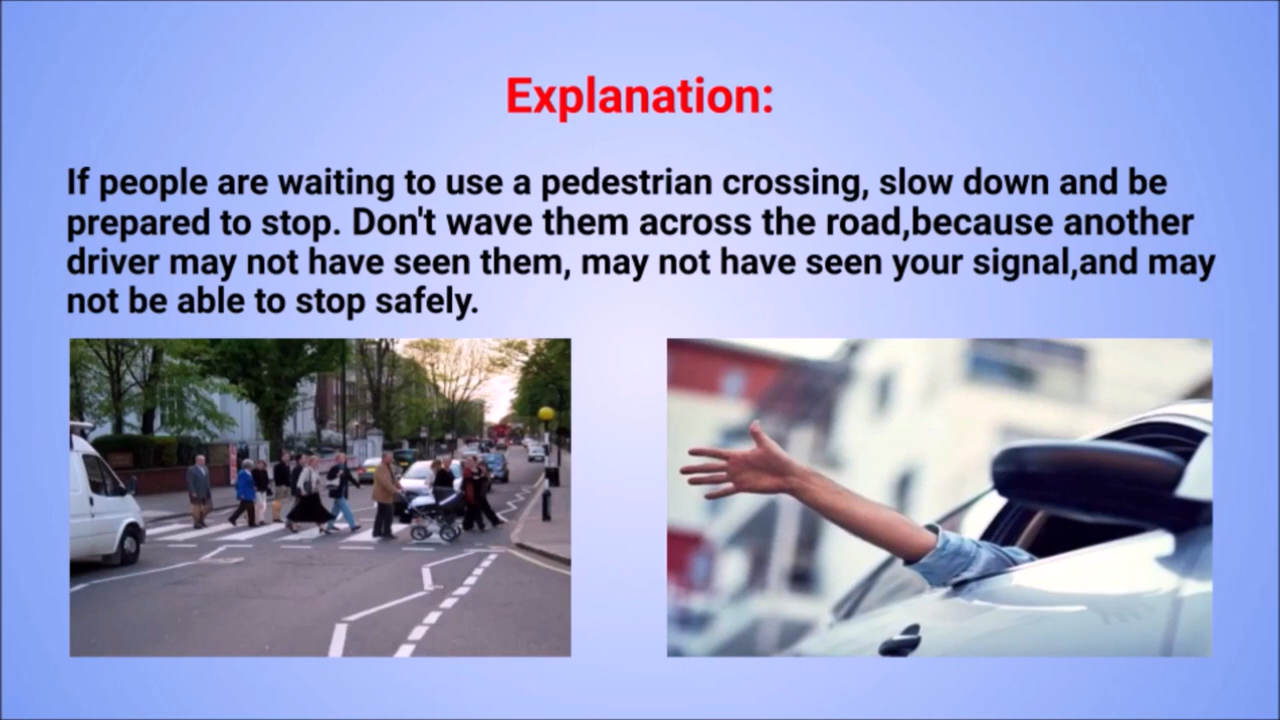 Explanation:
If people are waiting to use a pedestrian crossing, slow down and be
prepared to stop. Don't wave them across the road,because another
driver may not have seen them, may not have seen your signal,and may
not be able to stop safely.